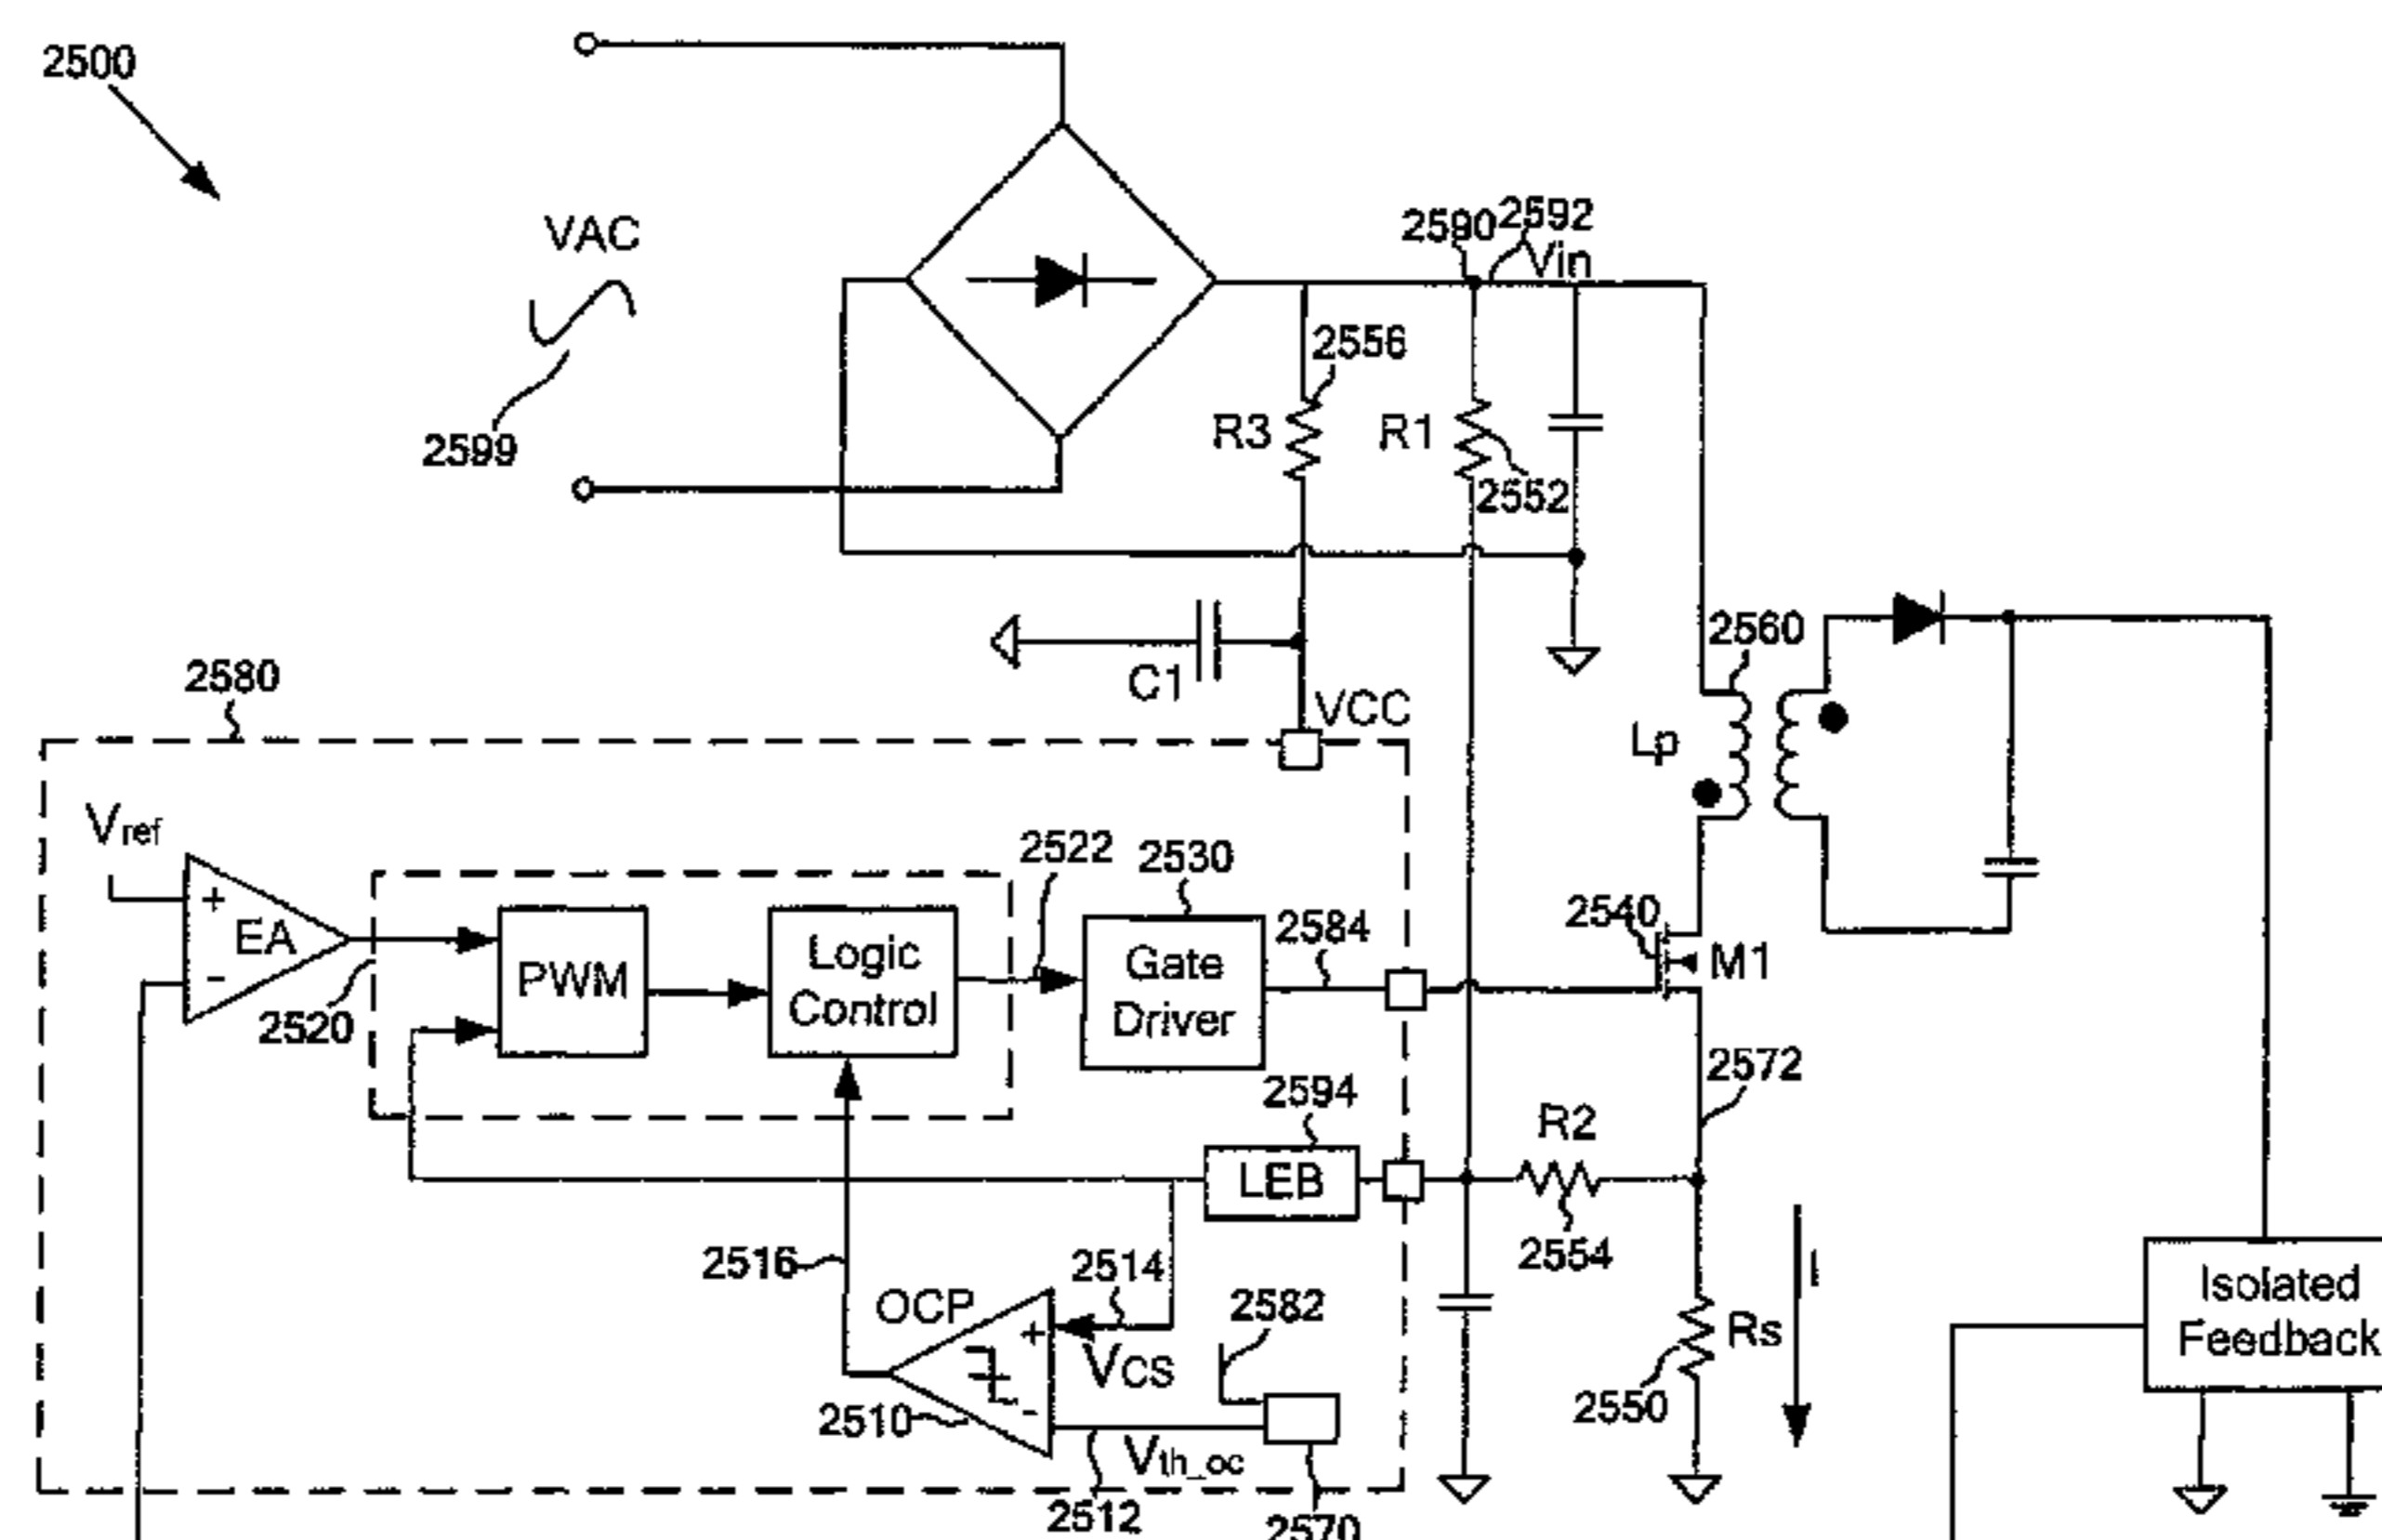 2500
VAC
2599
2590
2592
Vin
2556
R3
R1
2552
C1
VCC
2560
Lp
2580
Vref
+
EA
-
2520
PWM
Logic
Control
2522
2530
Gate
Driver
2584
2540
M1
2572
2594
LEB
R2
2554
2516
OCP
2514
+
VCS
-
2510
Vth_oc
2512
2582
2570
I
Rs
2550
Isolated
Feedback